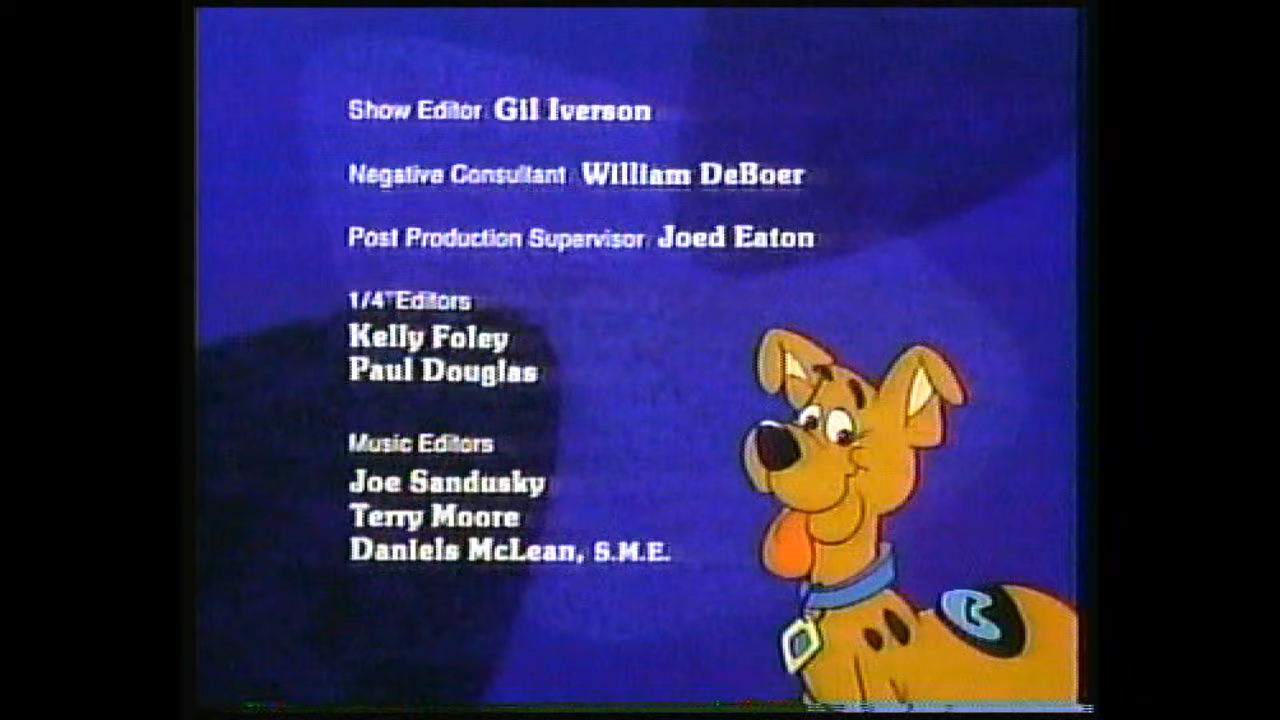 Show Editor Gil Iverson
Negative Consultant William DeBoer
Post Production Supervisor Joed Eaton
1/4" Editors
Kelly Foley
Paul Douglas
Music Editors
Joe Sandusky
Terry Moore
Daniels McLean, S.M.E.